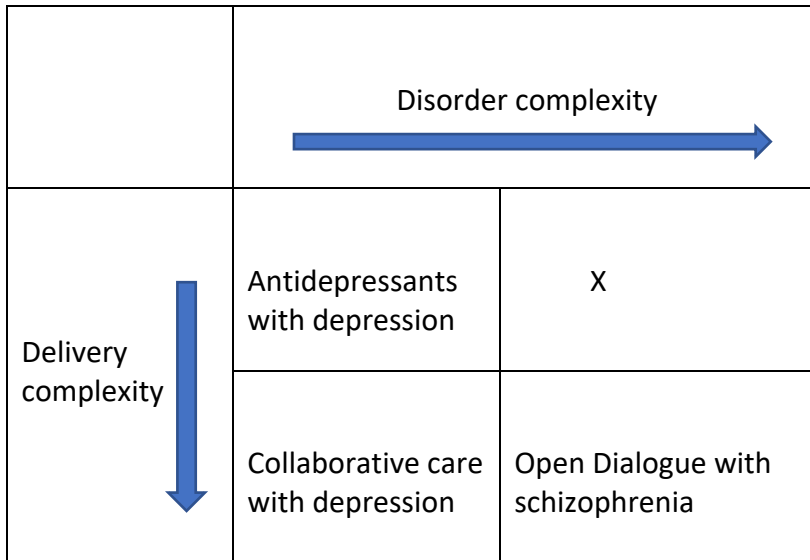 Disorder complexity
Antidepressants
with depression
X
Delivery
complexity
Collaborative care
with depression
Open Dialogue with
schizophrenia